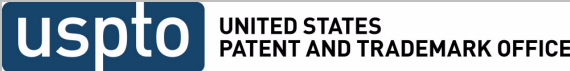 uspto
UNITED STATES
PATENT AND TRADEMARK OFFICE